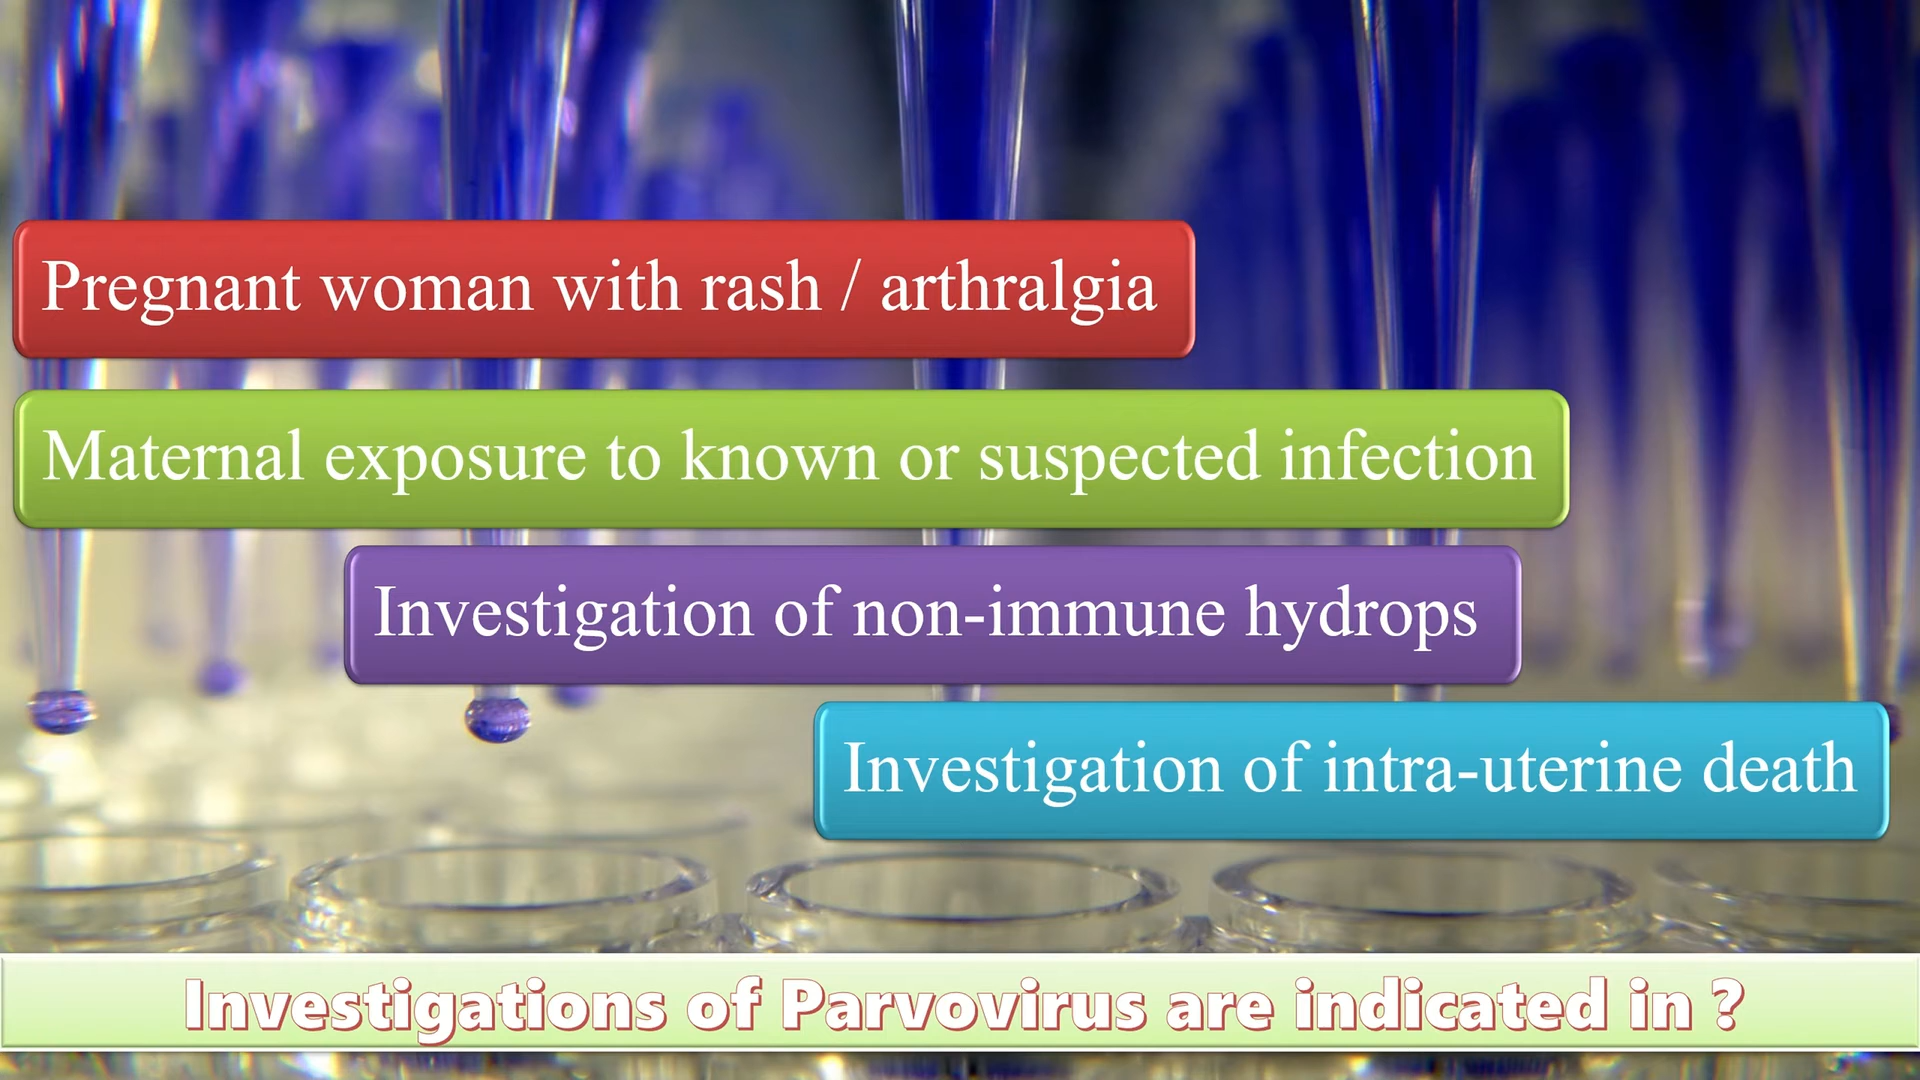 Pregnant woman with rash / arthralgia
Maternal exposure to known or suspected infection
Investigation of non-immune hydrops
Investigation of intra-uterine death
Investigations of Parvovirus are indicated in ?